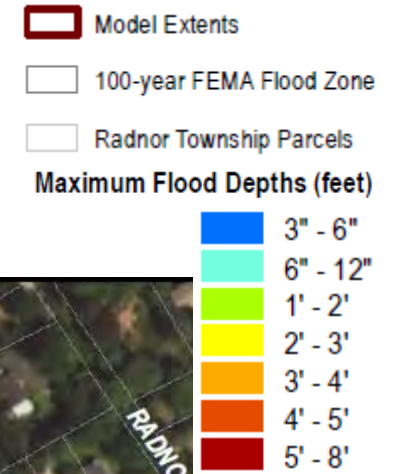 Model Extents
100-year FEMA Flood Zone
Radnor Township Parcels
Maximum Flood Depths (feet)
3" - 6"
6" - 12"
1' - 2'
2' - 3'
3' - 4'
4' - 5'
5' - 8'